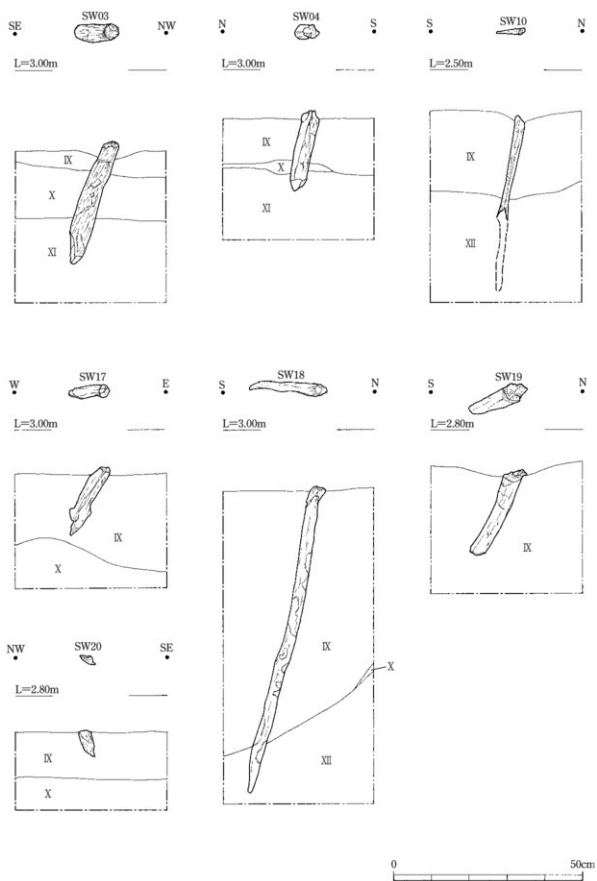 SW03
SE NW
L=3.00m
IX
X
XI
SW04
N S
L=3.00m
IX
X
XI
SW10
S N
L=2.50m
IX
XII
SW17
W E
L=3.00m
IX
X
SW18
S N
L=3.00m
IX
X
XII
SW19
S N
L=2.80m
IX
SW20
NW SE
L=2.80m
IX
X
0 50cm